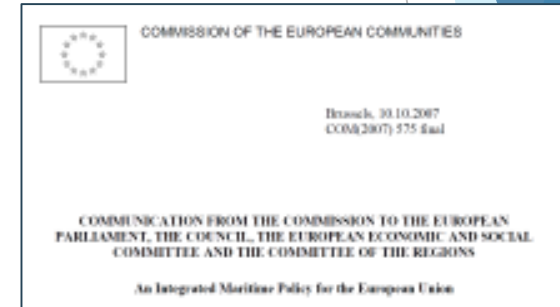 COMMISSION OF THE EUROPEAN COMMUNITIES
Brussels, 10.10.2007
COM(2007) 575 final
COMMUNICATION FROM THE COMMISSION TO THE EUROPEAN
PARLIAMENT, THE COUNCIL, THE EUROPEAN ECONOMIC AND SOCIAL
COMMITTEE AND THE COMMITTEE OF THE REGIONS
An Integrated Maritime Policy for the European Union